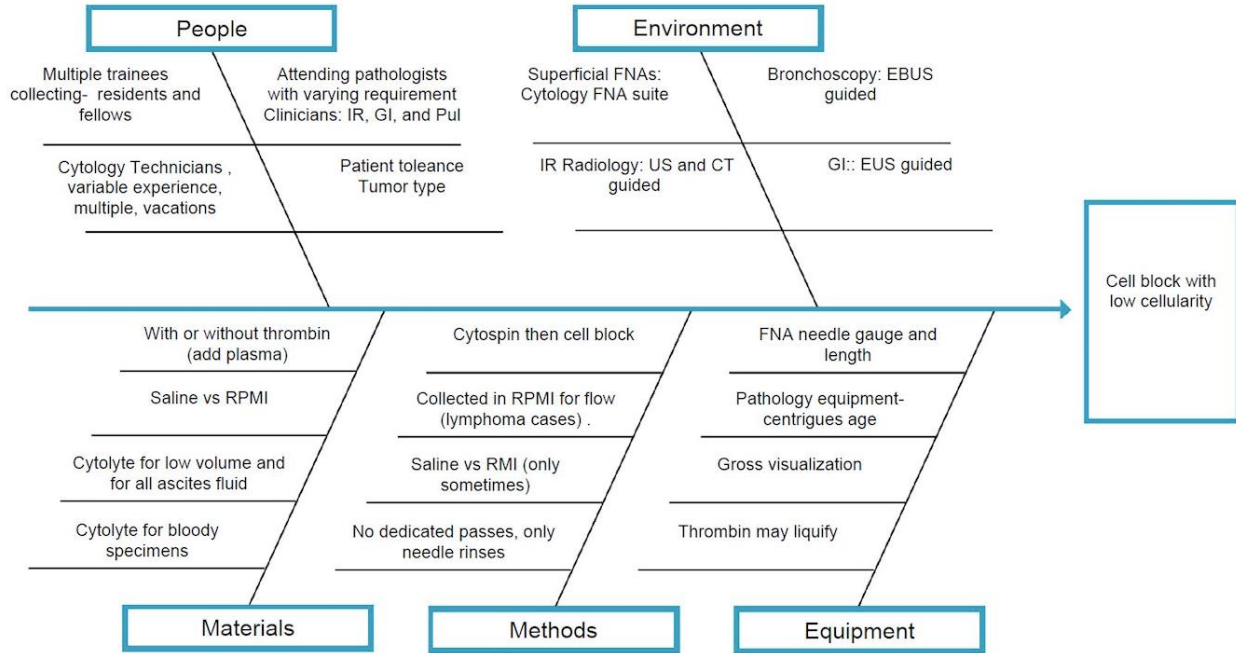 People
Environment
Multiple trainees
collecting-  residents and
fellows
Attending pathologists
with varying requirement
Clinicians: IR, GI, and Pul
Superficial FNAs:
Cytology FNA suite
Bronchoscopy: EBUS
guided
Cytology Technicians ,
variable experience,
multiple, vacations
Patient toleance
Tumor type
IR Radiology: US and CT
guided
GI:: EUS guided
Cell block with
low cellularity
With or without thrombin
(add plasma)
Saline vs RPMI
Cytolyte for low volume and
for all ascites fluid
Cytolyte for bloody
specimens
Cytospin then cell block
Collected in RPMI for flow
(lymphoma cases) .
Saline vs RMI (only
sometimes)
No dedicated passes, only
needle rinses
FNA needle gauge and
length
Pathology equipment-
centrigues age
Gross visualization
Thrombin may liquify
Materials
Methods
Equipment